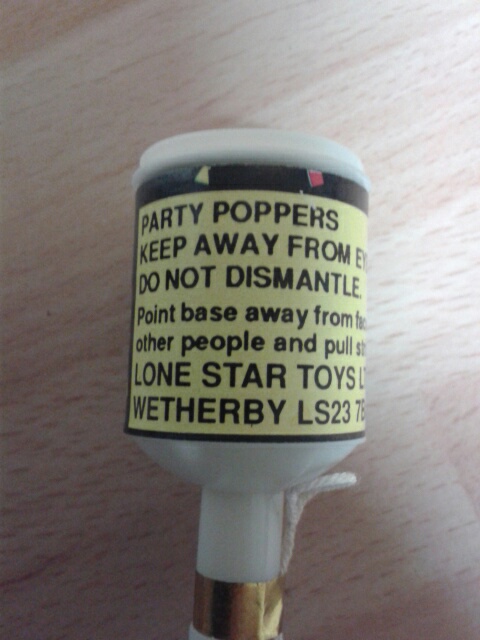 PARTY POPPERS
KEEP AWAY FROM
DO NOT DISMANTLE.
Point base away from
other people and pull
LONE STAR TOYS
WETHERBY LS23